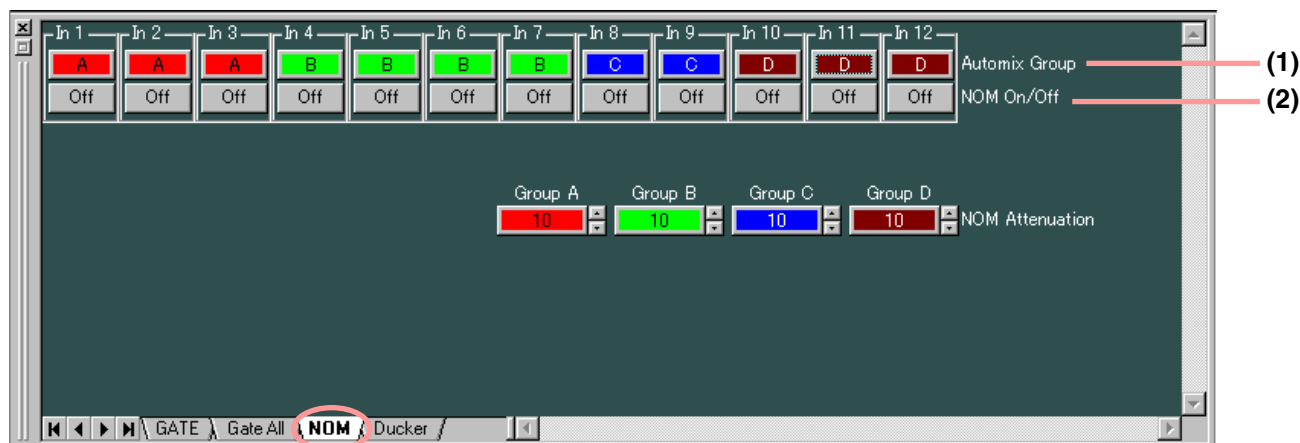 In 1 In 2 In 3 In 4 In 5 In 6 In 7 In 8 In 9 In 10 In 11 In 12
A A A B B B B C C D D D Automix Group (1)
Off Off Off Off Off Off Off Off Off Off Off Off NOM On/Off (2)
Group A Group B Group C Group D
10 10 10 10 NOM Attenuation
GATE Gate All NOM Ducker